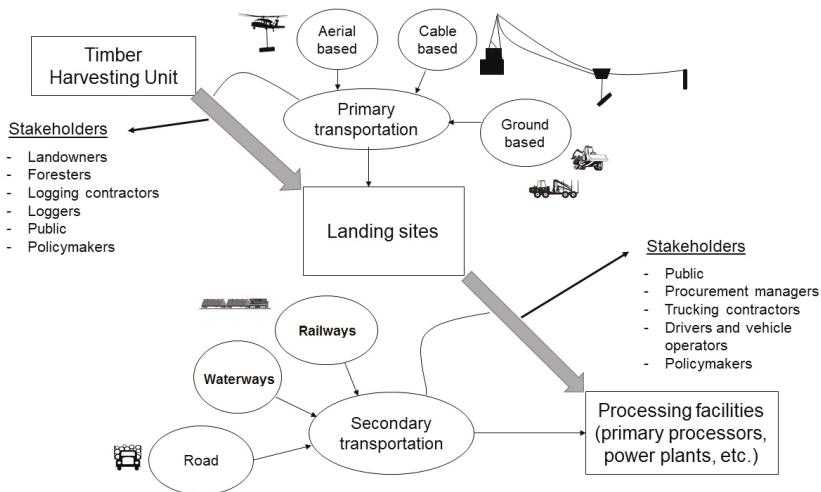 Timber
Harvesting Unit
Aerial
based
Cable
based
Primary
transportation
Ground
based
Stakeholders
- Landowners
- Foresters
- Logging contractors
- Loggers
- Public
- Policymakers
Landing sites
Stakeholders
- Public
- Procurement managers
- Trucking contractors
- Drivers and vehicle
operators
- Policymakers
Railways
Waterways
Road
Secondary
transportation
Processing facilities
(primary processors,
power plants, etc.)